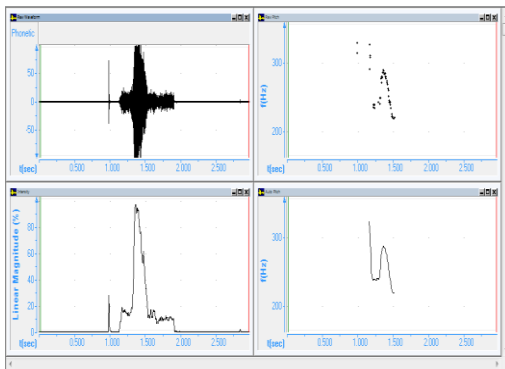 Raw Waveform
Phonetic
50
0
-50
t[sec] 0.500 1.000 1.500 2.000 2.500
Raw Pitch
f(Hz)
300
200
t[sec] 0.500 1.000 1.500 2.000 2.500
Intensity
Linear Magnitude (%)
80
60
40
20
0
t[sec] 0.500 1.000 1.500 2.000 2.500
Auto Pitch
f(Hz)
300
200
t[sec] 0.500 1.000 1.500 2.000 2.500